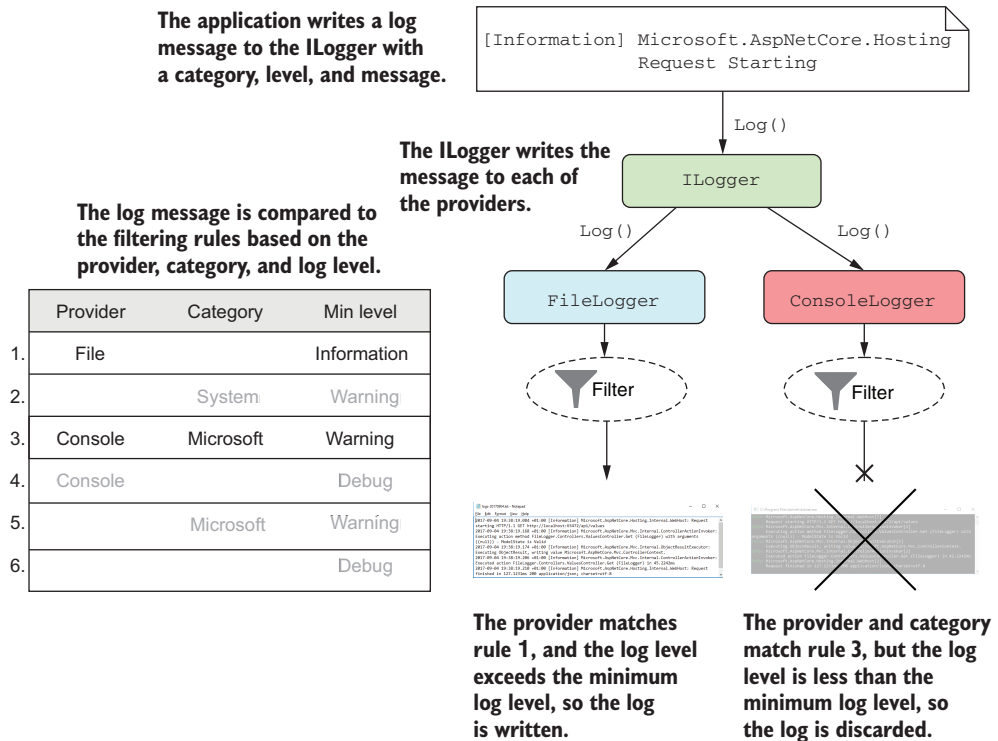 The application writes a log
message to the ILogger with
a category, level, and message.
[Information] Microsoft.AspNetCore.Hosting
Request Starting
Log()
The ILogger writes the
message to each of
the providers.
ILogger
Log()
Log()
The log message is compared to
the filtering rules based on the
provider, category, and log level.
FileLogger
ConsoleLogger
Provider Category Min level
1. File Information
2. System Warning
3. Console Microsoft Warning
4. Console Debug
5. Microsoft Warning
6. Debug
Filter
Filter
The provider matches
rule 1, and the log level
exceeds the minimum
log level, so the log
is written.
The provider and category
match rule 3, but the log
level is less than the
minimum log level, so
the log is discarded.